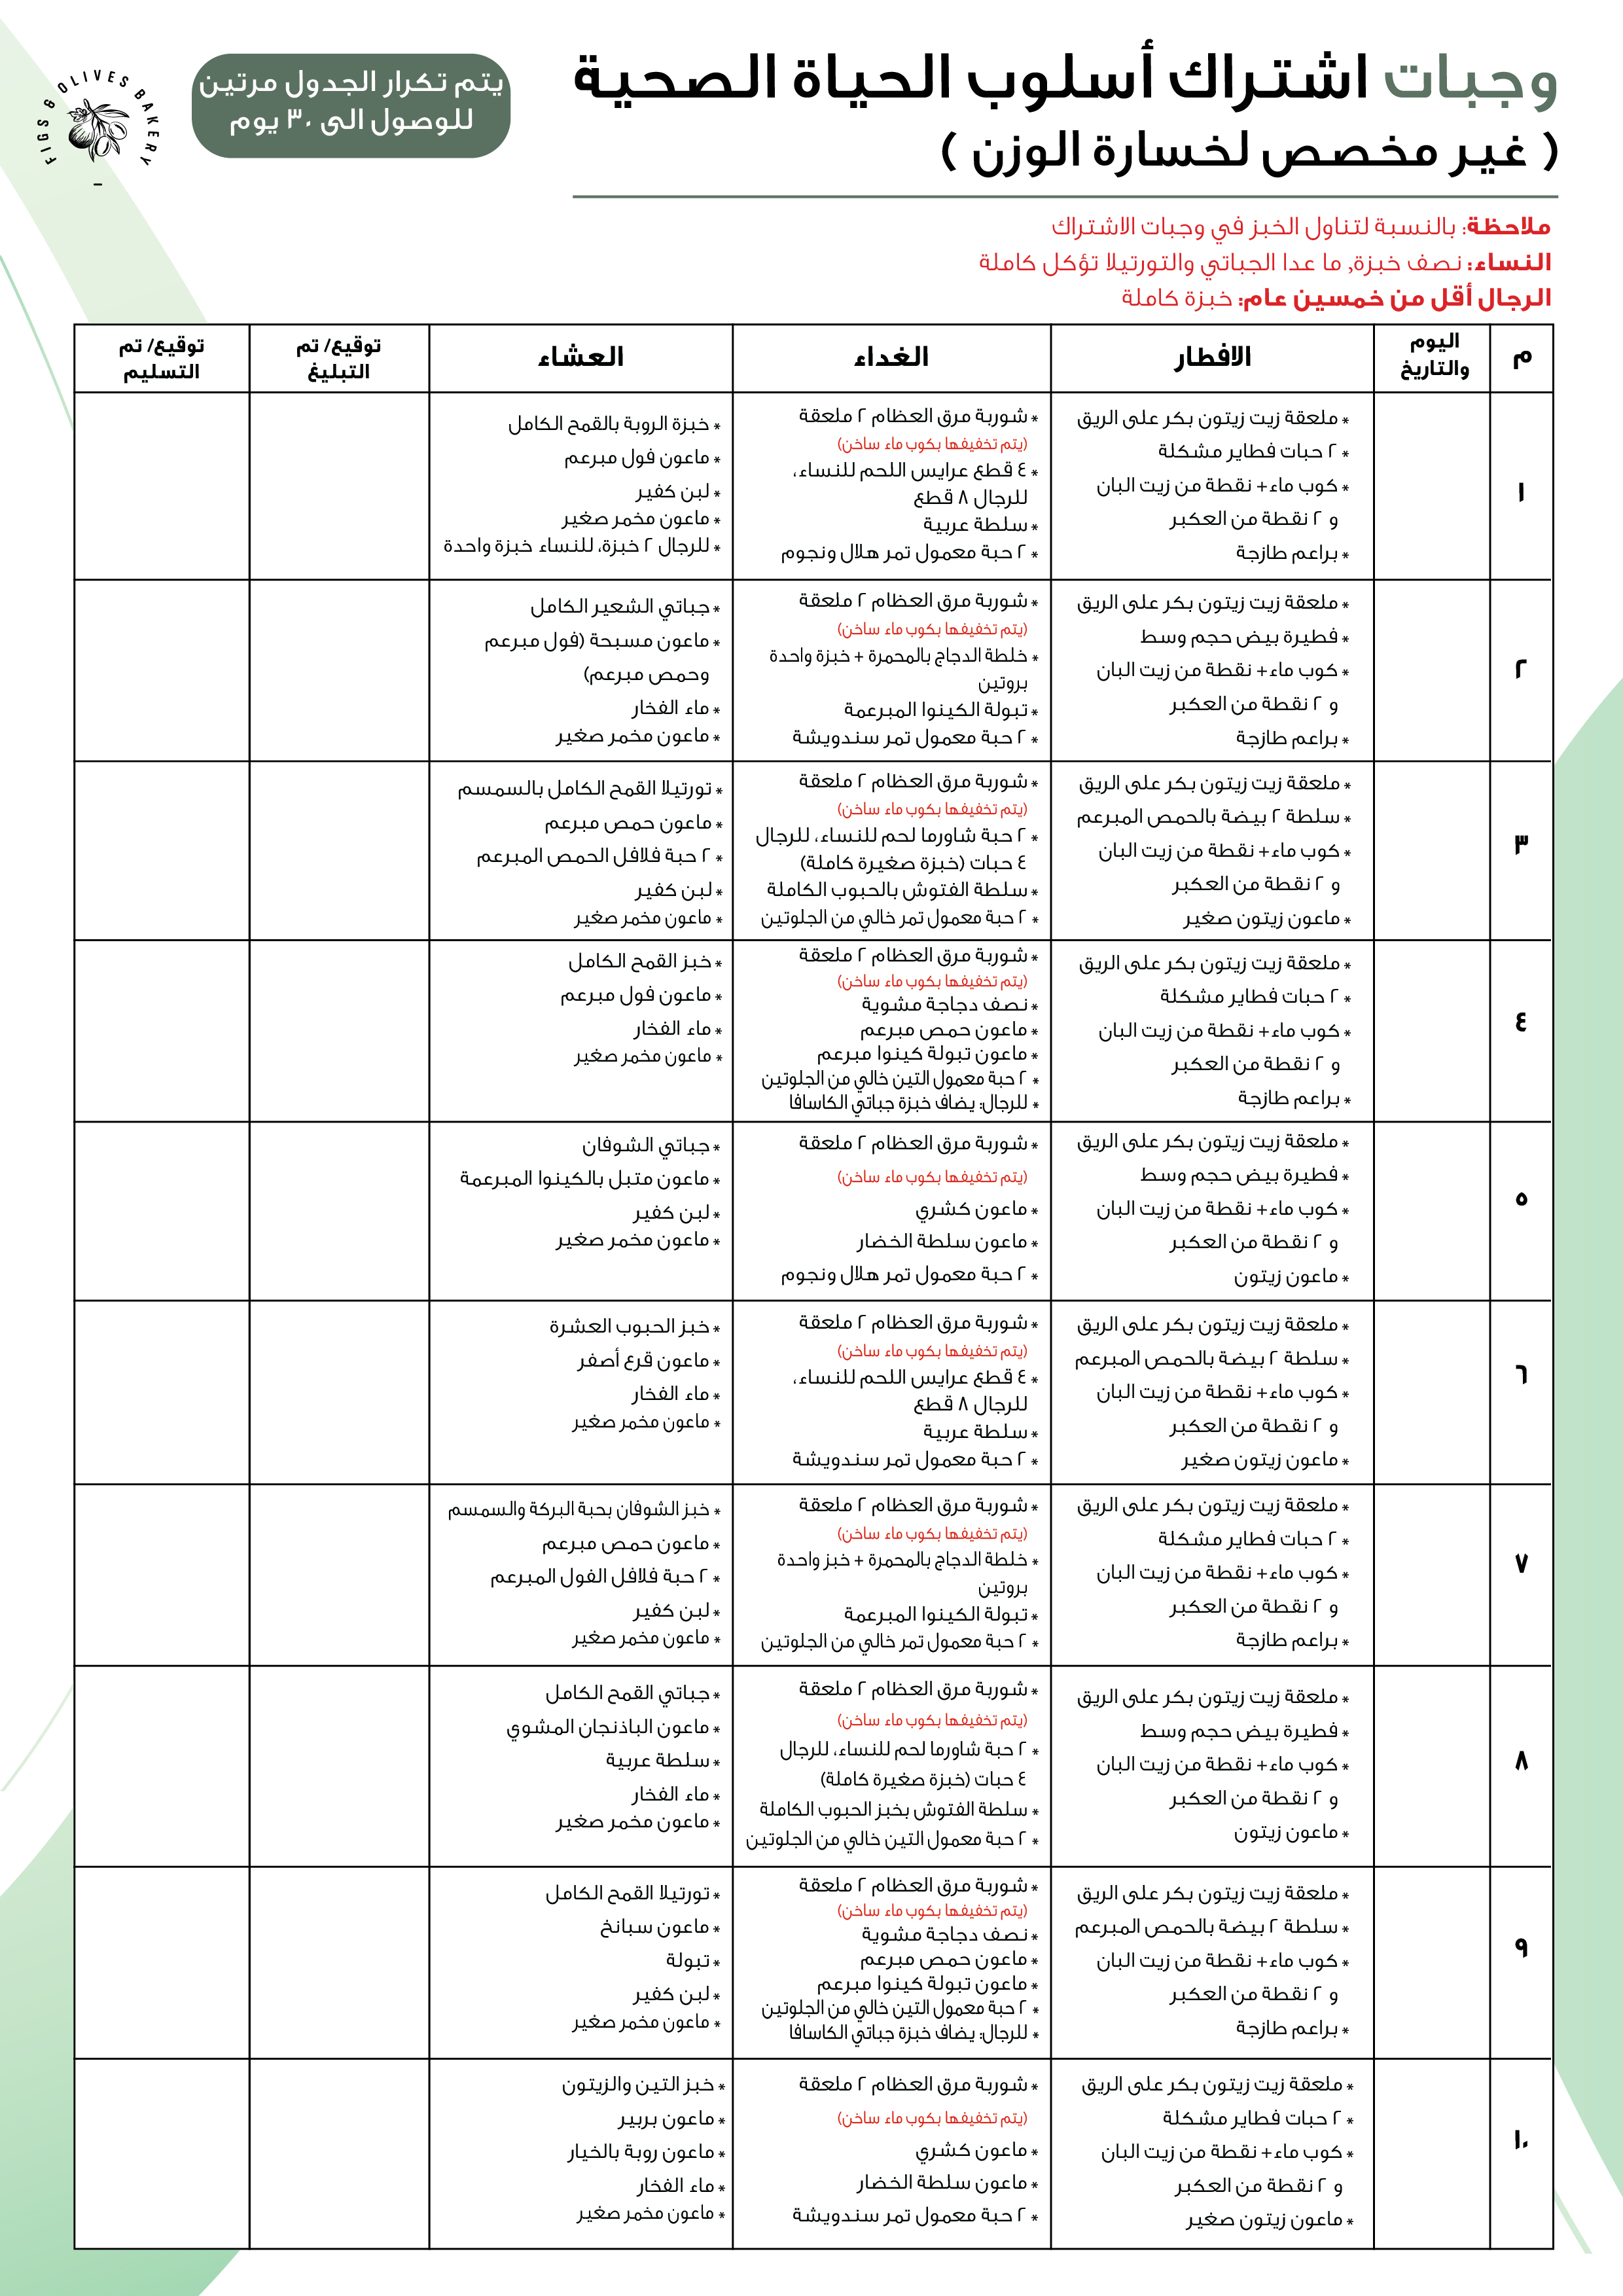 وجبات اشتراك أسلوب الحياة الصحية
( غير مخصص لخسارة الوزن )
يتم تكرار الجدول مرتين
للوصول الى ٣٠ يوم
FIGS & OLIVES BAKERY
ملاحظة: بالنسبة لتناول الخبز في وجبات الاشتراك
النساء: نصف خبزة, ما عدا الجباتي والتورتيلا تؤكل كاملة
الرجال أقل من خمسين عام: خبزة كاملة
م
اليوم
والتاريخ
الافطار
الغداء
العشاء
توقيع/ تم
التبليغ
توقيع/ تم
التسليم
١
* ملعقة زيت زيتون بكر على الريق
* ٢ حبات فطاير مشكلة
* كوب ماء+ نقطة من زيت البان
و ٢ نقطة من العكبر
* براعم طازجة
* شوربة مرق العظام ٢ ملعقة
(يتم تخفيفها بكوب ماء ساخن)
* ٤ قطع عرايس اللحم للنساء،
للرجال ٨ قطع
* سلطة عربية
* ٢ حبة معمول تمر هلال ونجوم
* خبزة الروبة بالقمح الكامل
* ماعون فول مبرعم
* لبن كفير
* ماعون مخمر صغير
* للرجال ٢ خبزة، للنساء خبزة واحدة
٢
* ملعقة زيت زيتون بكر على الريق
* فطيرة بيض حجم وسط
* كوب ماء+ نقطة من زيت البان
و ٢ نقطة من العكبر
* براعم طازجة
* شوربة مرق العظام ٢ ملعقة
(يتم تخفيفها بكوب ماء ساخن)
* خلطة الدجاج بالمحمرة + خبزة واحدة
بروتين
* تبولة الكينوا المبرعمة
* ٢ حبة معمول تمر سندويشة
* جباتي الشعير الكامل
* ماعون مسبحة (فول مبرعم
وحمص مبرعم)
* ماء الفخار
* ماعون مخمر صغير
٣
* ملعقة زيت زيتون بكر على الريق
* سلطة ٢ بيضة بالحمص المبرعم
* كوب ماء+ نقطة من زيت البان
و ٢ نقطة من العكبر
* ماعون زيتون صغير
* شوربة مرق العظام ٢ ملعقة
(يتم تخفيفها بكوب ماء ساخن)
* ٢ حبة شاورما لحم للنساء، للرجال
٤ حبات (خبزة صغيرة كاملة)
* سلطة الفتوش بالحبوب الكاملة
* ٢ حبة معمول تمر خالي من الجلوتين
* تورتيلا القمح الكامل بالسمسم
* ماعون حمص مبرعم
* ٢ حبة فلافل الحمص المبرعم
* لبن كفير
* ماعون مخمر صغير
٤
* ملعقة زيت زيتون بكر على الريق
* ٢ حبات فطاير مشكلة
* كوب ماء+ نقطة من زيت البان
و ٢ نقطة من العكبر
* براعم طازجة
* شوربة مرق العظام ٢ ملعقة
(يتم تخفيفها بكوب ماء ساخن)
* نصف دجاجة مشوية
* ماعون حمص مبرعم
* ماعون تبولة كينوا مبرعم
* ٢ حبة معمول التين خالي من الجلوتين
* للرجال: يضاف خبزة جباتي الكاسافا
* خبز القمح الكامل
* ماعون فول مبرعم
* ماء الفخار
* ماعون مخمر صغير
٥
* ملعقة زيت زيتون بكر على الريق
* فطيرة بيض حجم وسط
* كوب ماء+ نقطة من زيت البان
و ٢ نقطة من العكبر
* ماعون زيتون
* شوربة مرق العظام ٢ ملعقة
(يتم تخفيفها بكوب ماء ساخن)
* ماعون كشري
* ماعون سلطة الخضار
* ٢ حبة معمول تمر هلال ونجوم
* جباتي الشوفان
* ماعون متبل بالكينوا المبرعمة
* لبن كفير
* ماعون مخمر صغير
٦
* ملعقة زيت زيتون بكر على الريق
* سلطة ٢ بيضة بالحمص المبرعم
* كوب ماء+ نقطة من زيت البان
و ٢ نقطة من العكبر
* ماعون زيتون صغير
* شوربة مرق العظام ٢ ملعقة
(يتم تخفيفها بكوب ماء ساخن)
* ٤ قطع عرايس اللحم للنساء،
للرجال ٨ قطع
* سلطة عربية
* ٢ حبة معمول تمر سندويشة
* خبز الحبوب العشرة
* ماعون قرع أصفر
* ماء الفخار
* ماعون مخمر صغير
٧
* ملعقة زيت زيتون بكر على الريق
* ٢ حبات فطاير مشكلة
* كوب ماء+ نقطة من زيت البان
و ٢ نقطة من العكبر
* براعم طازجة
* شوربة مرق العظام ٢ ملعقة
(يتم تخفيفها بكوب ماء ساخن)
* خلطة الدجاج بالمحمرة + خبز واحدة
بروتين
* تبولة الكينوا المبرعمة
* ٢ حبة معمول تمر خالي من الجلوتين
* خبز الشوفان بحبة البركة والسمسم
* ماعون حمص مبرعم
* ٢ حبة فلافل الفول المبرعم
* لبن كفير
* ماعون مخمر صغير
٨
* ملعقة زيت زيتون بكر على الريق
* فطيرة بيض حجم وسط
* كوب ماء+ نقطة من زيت البان
و ٢ نقطة من العكبر
* ماعون زيتون
* شوربة مرق العظام ٢ ملعقة
(يتم تخفيفها بكوب ماء ساخن)
* ٢ حبة شاورما لحم للنساء، للرجال
٤ حبات (خبزة صغيرة كاملة)
* سلطة الفتوش بخبز الحبوب الكاملة
* ٢ حبة معمول التين خالي من الجلوتين
* جباتي القمح الكامل
* ماعون الباذنجان المشوي
* سلطة عربية
* ماء الفخار
* ماعون مخمر صغير
٩
* ملعقة زيت زيتون بكر على الريق
* سلطة ٢ بيضة بالحمص المبرعم
* كوب ماء+ نقطة من زيت البان
و ٢ نقطة من العكبر
* براعم طازجة
* شوربة مرق العظام ٢ ملعقة
(يتم تخفيفها بكوب ماء ساخن)
* نصف دجاجة مشوية
* ماعون حمص مبرعم
* ماعون تبولة كينوا مبرعم
* ٢ حبة معمول التين خالي من الجلوتين
* للرجال: يضاف خبزة جباتي الكاسافا
* تورتيلا القمح الكامل
* ماعون سبانخ
* تبولة
* لبن كفير
* ماعون مخمر صغير
١٠
* ملعقة زيت زيتون بكر على الريق
* ٢ حبات فطاير مشكلة
* كوب ماء+ نقطة من زيت البان
و ٢ نقطة من العكبر
* ماعون زيتون صغير
* شوربة مرق العظام ٢ ملعقة
(يتم تخفيفها بكوب ماء ساخن)
* ماعون كشري
* ماعون سلطة الخضار
* ٢ حبة معمول تمر سندويشة
* خبز التين والزيتون
* ماعون بربير
* ماعون روبة بالخيار
* ماء الفخار
* ماعون مخمر صغير